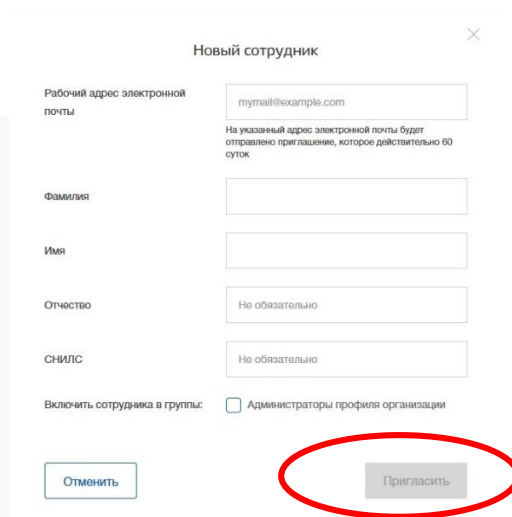 Новый сотрудник
Рабочий адрес электронной
почты
mymail@example.com
На указанный адрес электронной почты будет
отправлено приглашение, которое действительно 60
суток
Фамилия
Имя
Отчество
Не обязательно
СНИЛС
Не обязательно
Включить сотрудника в группы:
Администраторы профиля организации
Отменить
Пригласить